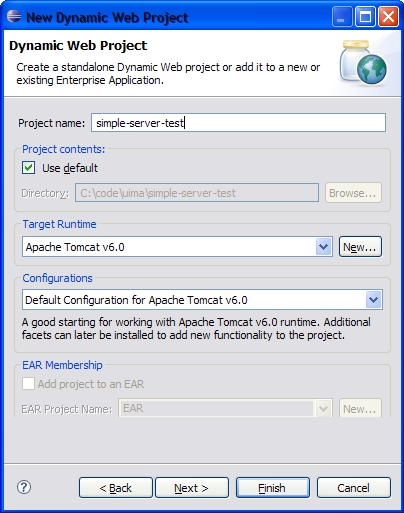 New Dynamic Web Project
Dynamic Web Project
Create a standalone Dynamic Web project or add it to a new or
existing Enterprise Application.
Project name: simple-server-test
Project contents:
Use default
Directory: C:\code\uima\simple-server-test Browse...
Target Runtime
Apache Tomcat v6.0 New...
Configurations
Default Configuration for Apache Tomcat v6.0
A good starting for working with Apache Tomcat v6.0 runtime. Additional
facets can later be installed to add new functionality to the project.
EAR Membership
Add project to an EAR
EAR Project Name: EAR New...
? < Back Next > Finish Cancel